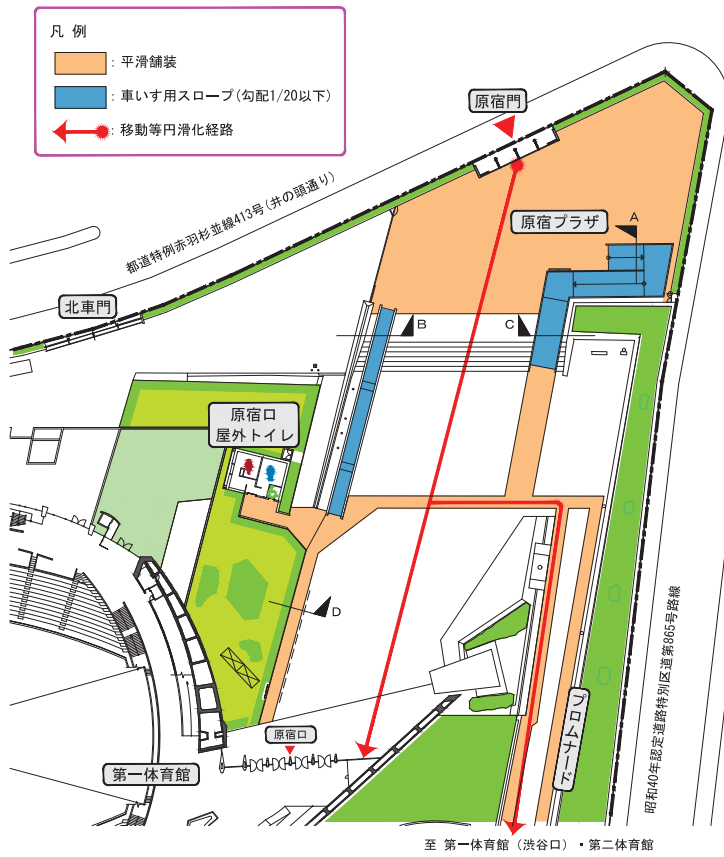 凡 例
: 平滑舗装
: 車いす用スロープ(勾配1/20以下)
: 移動等円滑化経路
原宿門
都道特例赤羽杉並線413号(井の頭通り)
原宿プラザ
A
北車門
B
C
原宿口
屋外トイレ
D
昭和40年認定道路特別区道第865号路線
プロムナード
原宿口
第一体育館
至 第一体育館(渋谷口)・第二体育館